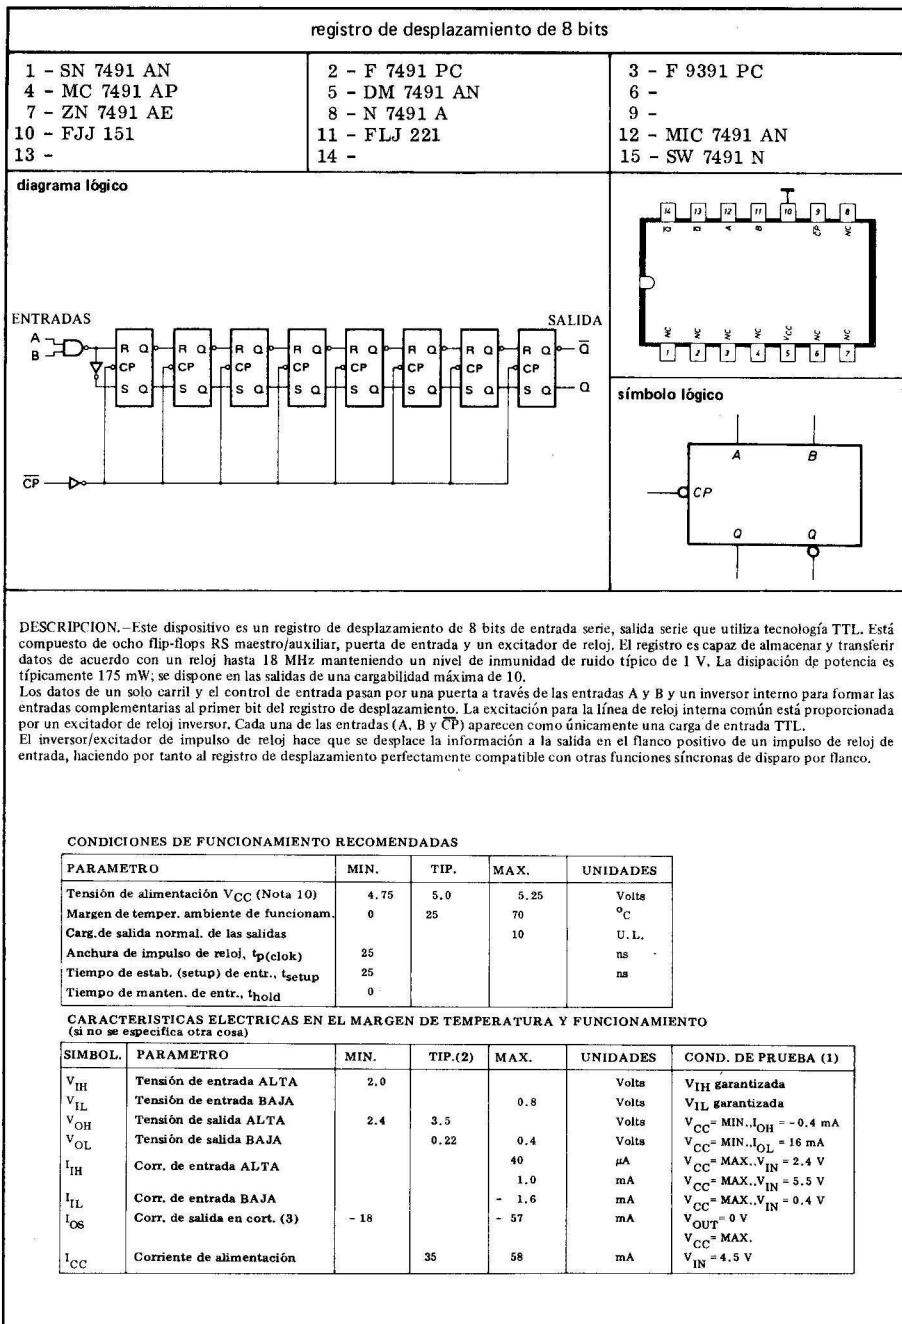 registro de desplazamiento de 8 bits
1 - SN 7491 AN
4 - MC 7491 AP
7 - ZN 7491 AE
10 - FJJ 151
13 -
2 - F 7491 PC
5 - DM 7491 AN
8 - N 7491 A
11 - FLJ 221
14 -
3 - F 9391 PC
6 -
9 -
12 - MIC 7491 AN
15 - SW 7491 N
diagrama lógico
ENTRADAS
SALIDA
A
B
R Q R Q R Q R Q R Q R Q R Q R Q Q̅
CP CP CP CP CP CP CP CP
S Q S Q S Q S Q S Q S Q S Q S Q Q
C̅P̅
14 13 12 11 10 9 8
Q̅ Q A B C̅P̅ NC
NC NC NC NC VCC NC NC
1 2 3 4 5 6 7
símbolo lógico
A B
CP
Q Q
DESCRIPCION.—Este dispositivo es un registro de desplazamiento de 8 bits de entrada serie, salida serie que utiliza tecnología TTL. Está
compuesto de ocho flip-flops RS maestro/auxiliar, puerta de entrada y un excitador de reloj. El registro es capaz de almacenar y transferir
datos de acuerdo con un reloj hasta 18 MHz manteniendo un nivel de inmunidad de ruido típico de 1 V. La disipación de potencia es
típicamente 175 mW; se dispone en las salidas de una cargabilidad máxima de 10.
Los datos de un solo carril y el control de entrada pasan por una puerta a través de las entradas A y B y un inversor interno para formar las
entradas complementarias al primer bit del registro de desplazamiento. La excitación para la línea de reloj interna común está proporcionada
por un excitador de reloj inversor. Cada una de las entradas (A, B y C̅P̅) aparecen como únicamente una carga de entrada TTL.
El inversor/excitador de impulso de reloj hace que se desplace la información a la salida en el flanco positivo de un impulso de reloj de
entrada, haciendo por tanto al registro de desplazamiento perfectamente compatible con otras funciones síncronas de disparo por flanco.
CONDICIONES DE FUNCIONAMIENTO RECOMENDADAS
PARAMETRO MIN. TIP. MAX. UNIDADES
Tensión de alimentación VCC (Nota 10) 4.75 5.0 5.25 Volts
Margen de temper. ambiente de funcionam. 0 25 70 °C
Carg.de salida normal. de las salidas 10 U.L.
Anchura de impulso de reloj, tp(clok) 25 ns
Tiempo de estab. (setup) de entr., tsetup 25 ns
Tiempo de manten. de entr., thold 0
CARACTERISTICAS ELECTRICAS EN EL MARGEN DE TEMPERATURA Y FUNCIONAMIENTO
(si no se especifica otra cosa)
SIMBOL. PARAMETRO MIN. TIP.(2) MAX. UNIDADES COND. DE PRUEBA (1)
VIH Tensión de entrada ALTA 2.0 Volts VIH garantizada
VIL Tensión de entrada BAJA 0.8 Volts VIL garantizada
VOH Tensión de salida ALTA 2.4 3.5 Volts VCC= MIN.,IOH = -0.4 mA
VOL Tensión de salida BAJA 0.22 0.4 Volts VCC= MIN.,IOL = 16 mA
IIH Corr. de entrada ALTA 40 µA VCC= MAX.,VIN = 2.4 V
1.0 mA VCC= MAX.,VIN = 5.5 V
IIL Corr. de entrada BAJA - 1.6 mA VCC= MAX.,VIN = 0.4 V
IOS Corr. de salida en cort. (3) - 18 - 57 mA VOUT= 0 V
VCC= MAX.
ICC Corriente de alimentación 35 58 mA VIN = 4.5 V